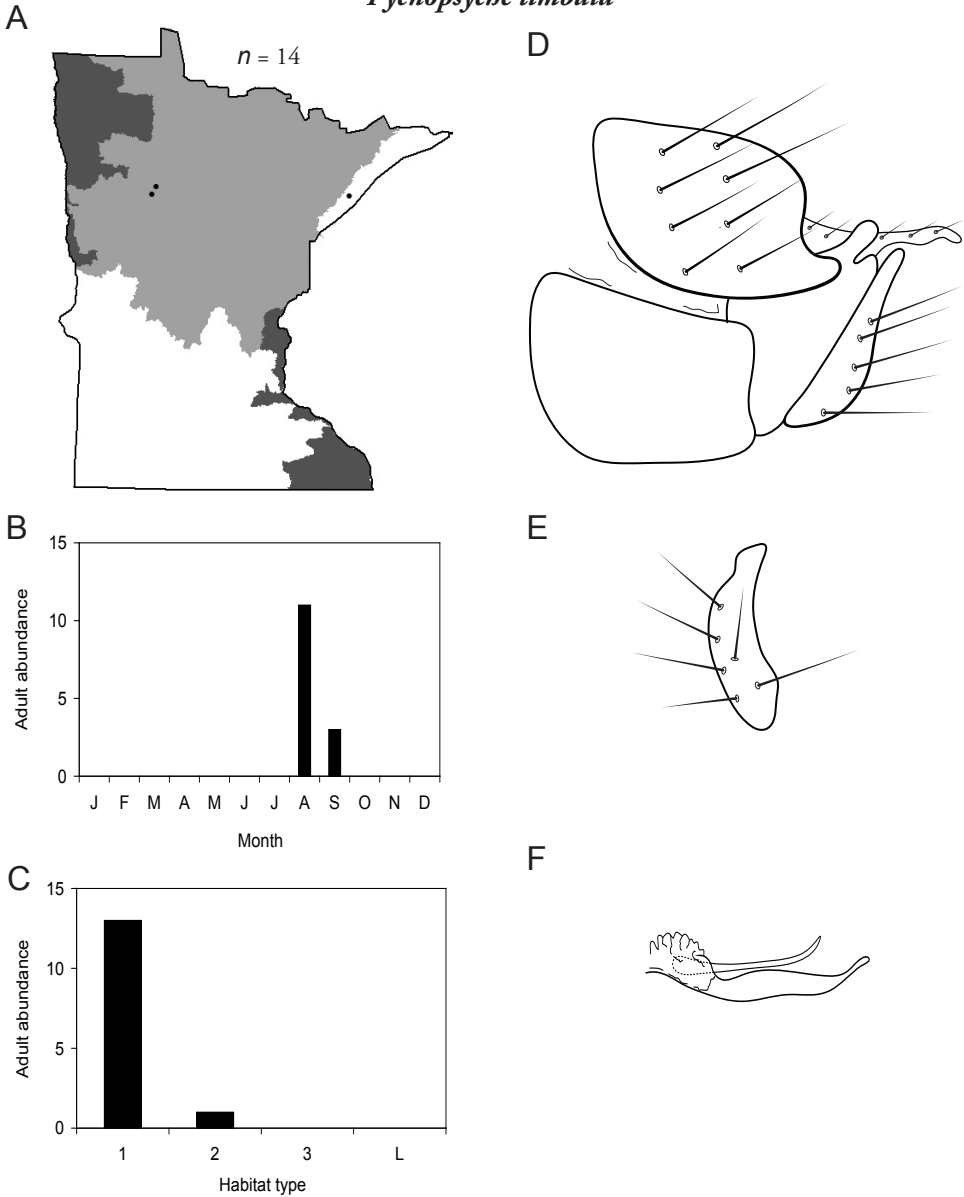 Pycnopsyche limbata
A
n = 14
B
15
10
5
0
Adult abundance
J F M A M J J A S O N D
Month
C
15
10
5
0
Adult abundance
1 2 3 L
Habitat type
D
E
F